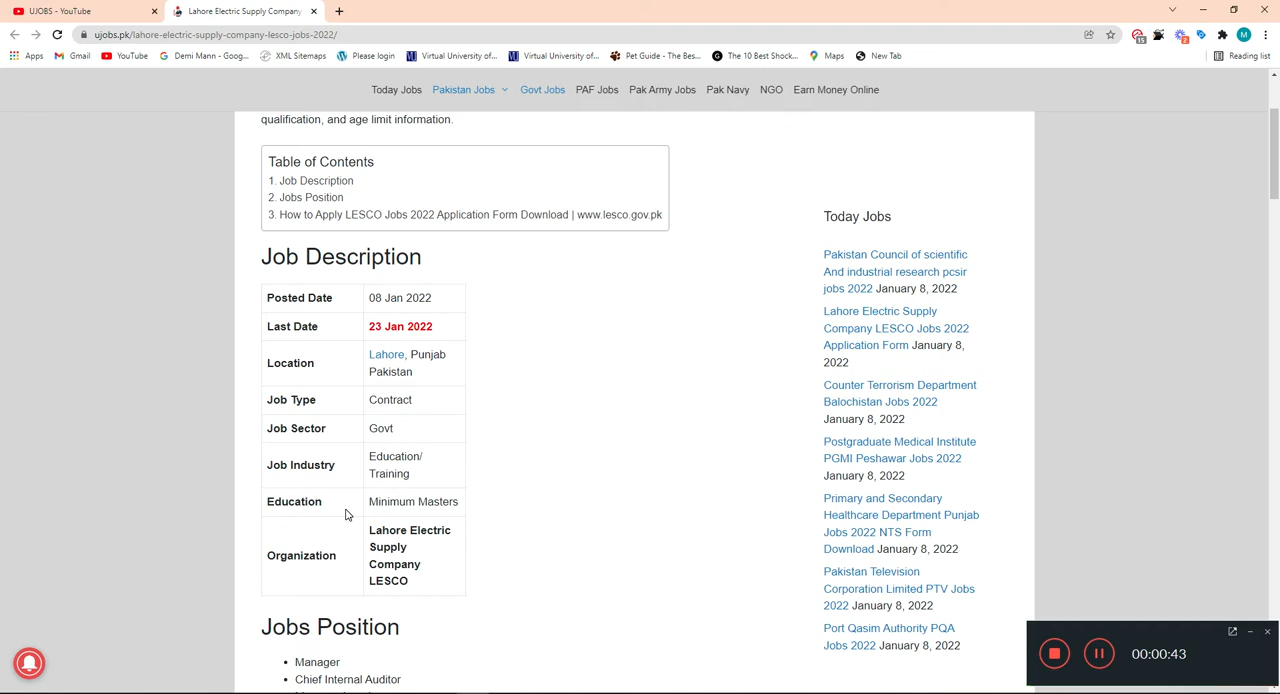 UJOBS - YouTube
Lahore Electric Supply Company
ujobs.pk/lahore-electric-supply-company-lesco-jobs-2022/
15
2
M
Apps
Gmail
YouTube
Demi Mann - Goog...
XML Sitemaps
Please login
Virtual University of...
Virtual University of...
Pet Guide - The Bes...
The 10 Best Shock...
Maps
New Tab
Reading list
Today Jobs
Pakistan Jobs
Govt Jobs
PAF Jobs
Pak Army Jobs
Pak Navy
NGO
Earn Money Online
qualification, and age limit information.
Table of Contents
1. Job Description
2. Jobs Position
3. How to Apply LESCO Jobs 2022 Application Form Download | www.lesco.gov.pk
Job Description
Posted Date 08 Jan 2022
Last Date 23 Jan 2022
Location Lahore, Punjab
Pakistan
Job Type Contract
Job Sector Govt
Job Industry Education/
Training
Education Minimum Masters
Organization Lahore Electric
Supply
Company
LESCO
Jobs Position
• Manager
• Chief Internal Auditor
Today Jobs
Pakistan Council of scientific
And industrial research pcsir
jobs 2022 January 8, 2022
Lahore Electric Supply
Company LESCO Jobs 2022
Application Form January 8,
2022
Counter Terrorism Department
Balochistan Jobs 2022
January 8, 2022
Postgraduate Medical Institute
PGMI Peshawar Jobs 2022
January 8, 2022
Primary and Secondary
Healthcare Department Punjab
Jobs 2022 NTS Form
Download January 8, 2022
Pakistan Television
Corporation Limited PTV Jobs
2022 January 8, 2022
Port Qasim Authority PQA
Jobs 2022 January 8, 2022
00:00:43